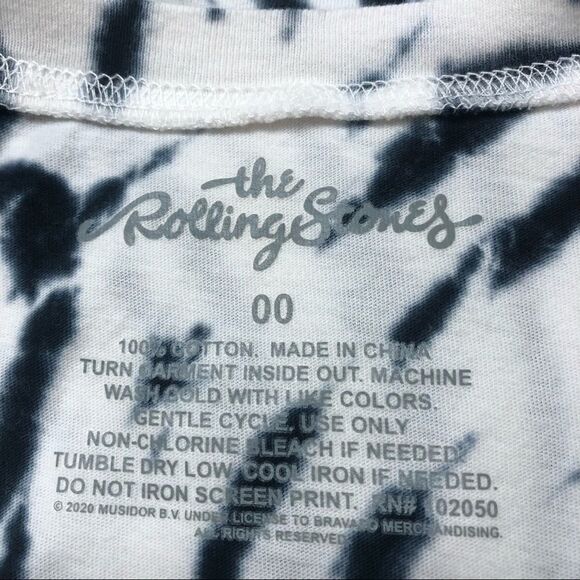 the
Rolling Stones
00
100% COTTON. MADE IN CHINA
TURN GARMENT INSIDE OUT. MACHINE
WASH COLD WITH LIKE COLORS.
GENTLE CYCLE. USE ONLY
NON-CHLORINE BLEACH IF NEEDED.
TUMBLE DRY LOW. COOL IRON IF NEEDED.
DO NOT IRON SCREEN PRINT. RN# 102050
© 2020 MUSIDOR B.V. UNDER LICENSE TO BRAVADO MERCHANDISING.
ALL RIGHTS RESERVED